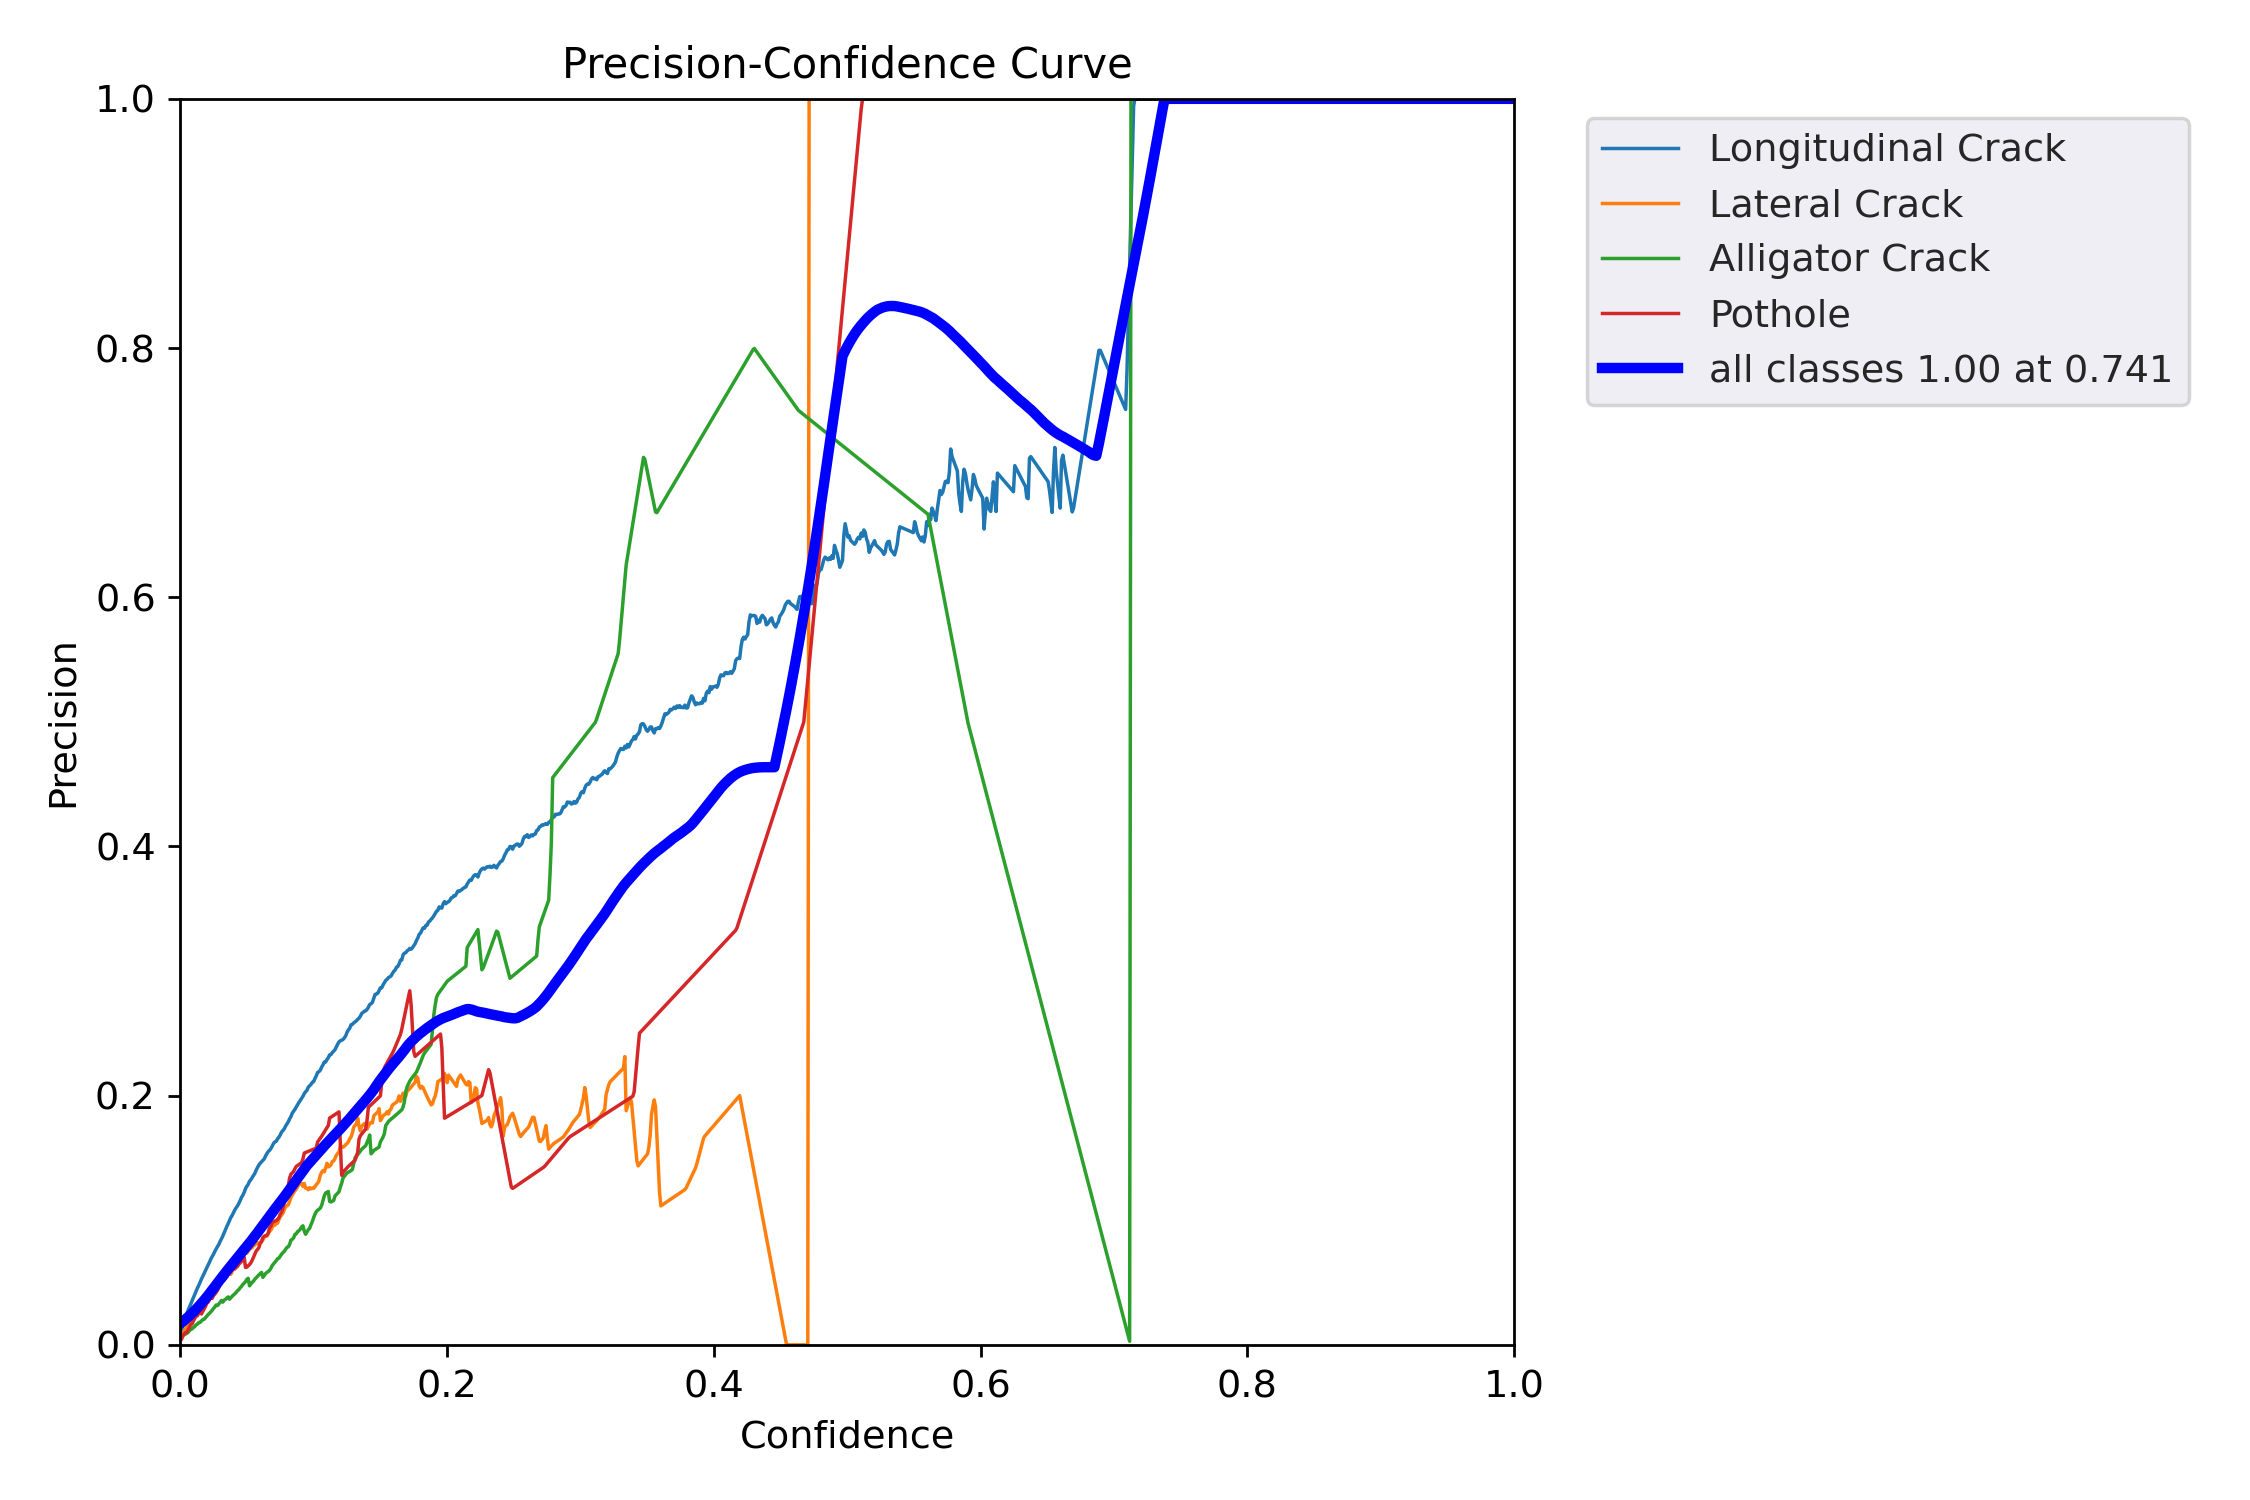 Precision-Confidence Curve
1.0
0.8
0.6
0.4
0.2
0.0
Precision
0.0 0.2 0.4 0.6 0.8 1.0
Confidence
Longitudinal Crack
Lateral Crack
Alligator Crack
Pothole
all classes 1.00 at 0.741